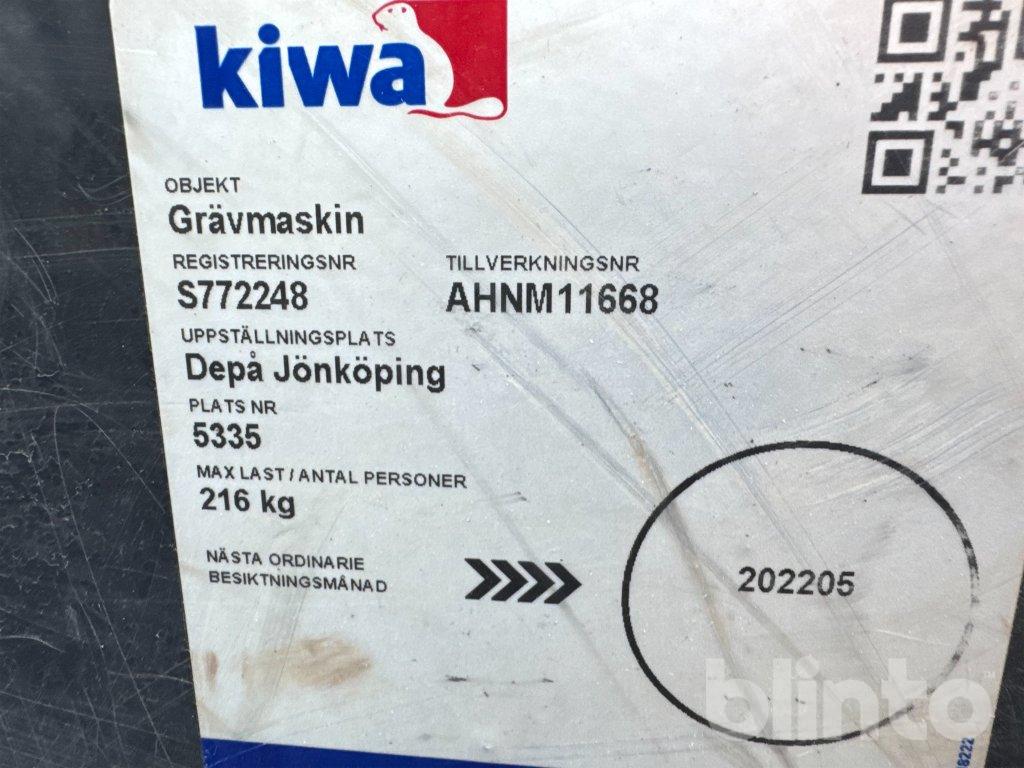 kiwa
OBJEKT
Grävmaskin
REGISTRERINGSNR TILLVERKNINGSNR
S772248 AHNM11668
UPPSTÄLLNINGSPLATS
Depå Jönköping
PLATS NR
5335
MAX LAST / ANTAL PERSONER
216 kg
NÄSTA ORDINARIE
BESIKTNINGSMÅNAD
202205
blinto
8222